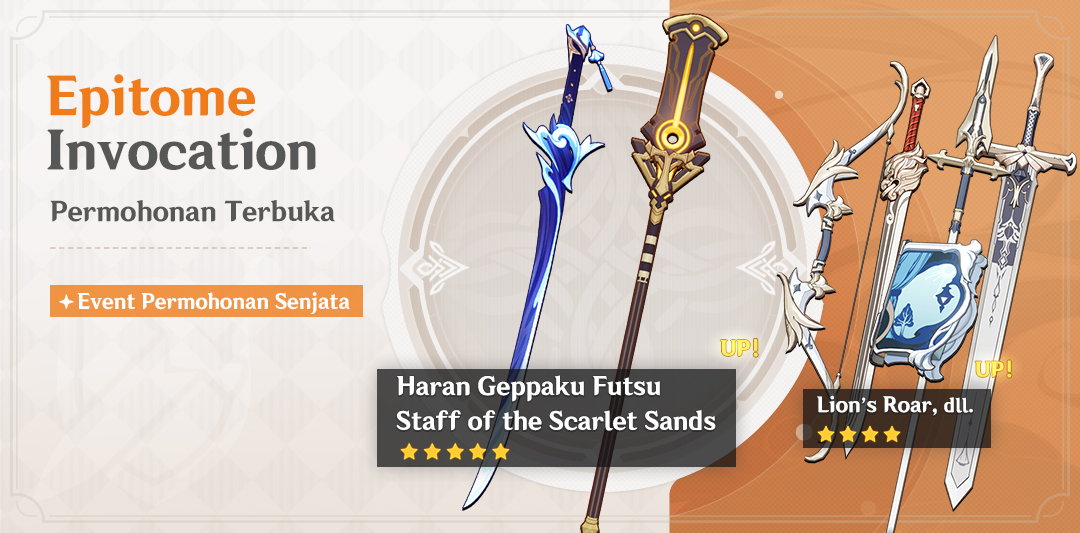 Epitome
Invocation
Permohonan Terbuka
Event Permohonan Senjata
UP!
Haran Geppaku Futsu
Staff of the Scarlet Sands
UP!
Lion's Roar, dll.